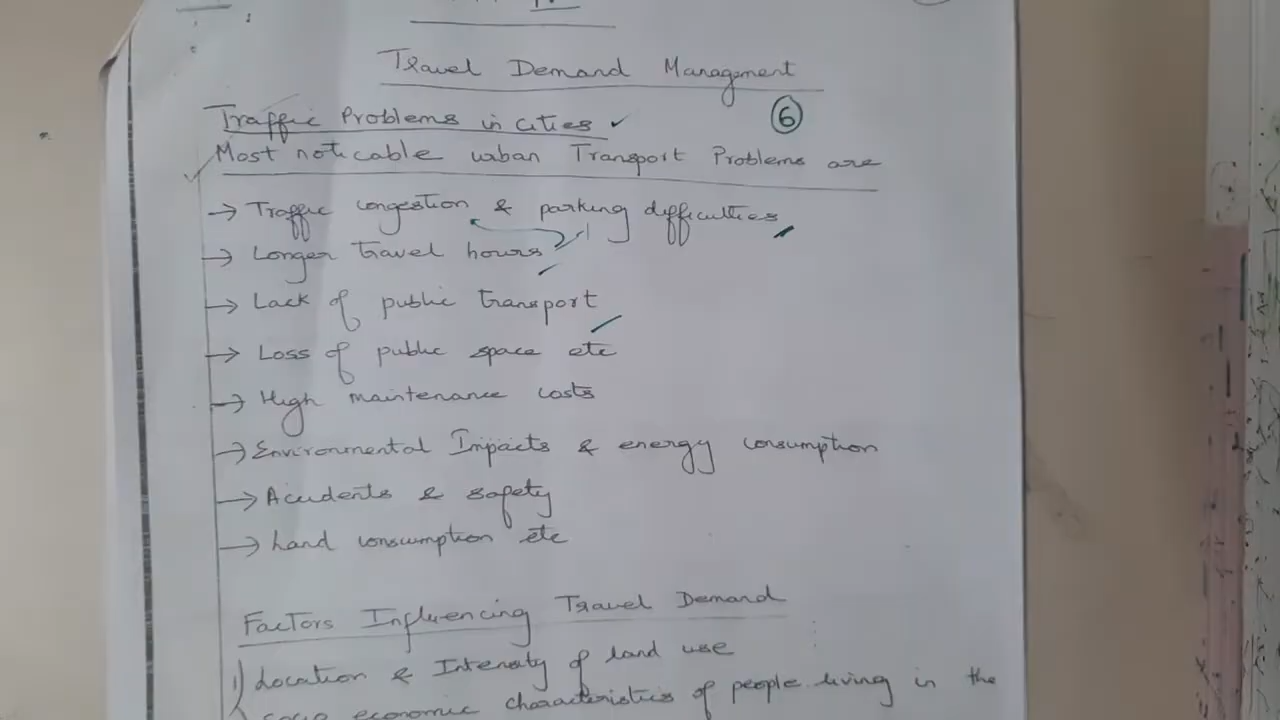 Travel Demand Management
Traffic Problems in cities
6
Most noticable urban Transport Problems are
→ Traffic congestion & parking difficulties
→ Longer travel hours
→ Lack of public transport
→ Loss of public space etc
→ High maintenance costs
→ Environmental Impacts & energy consumption
→ Accidents & safety
→ Land consumption etc
Factors Influencing Travel Demand
1) Location & Intensity of land use
socio economic characteristics of people living in the